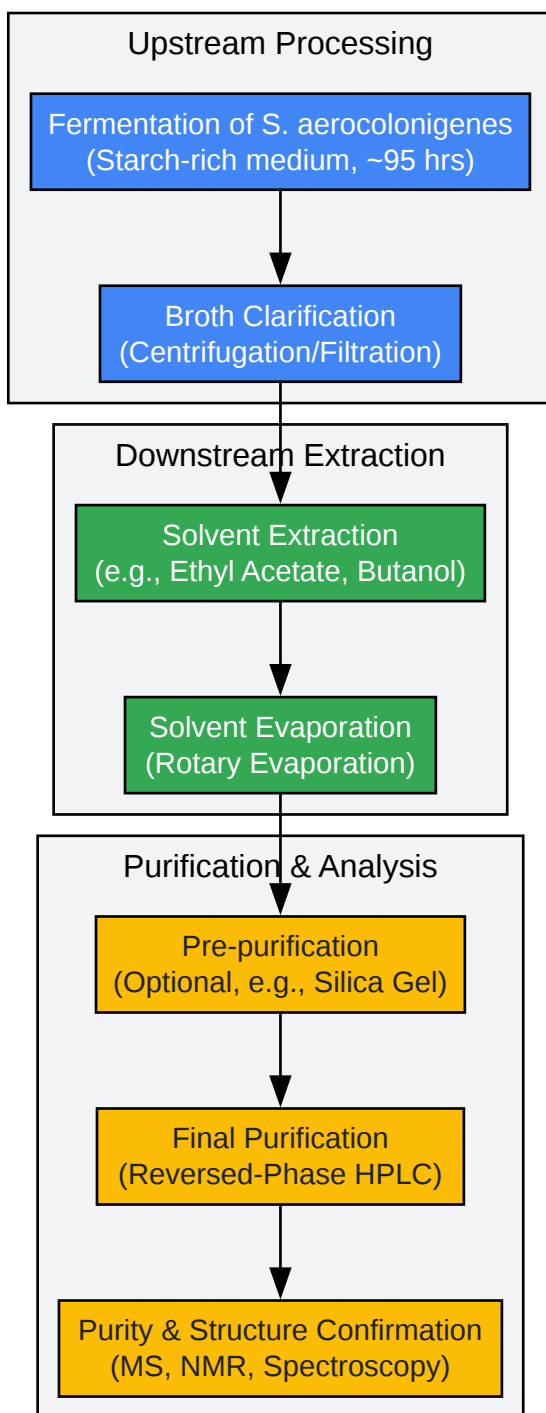 Upstream Processing
Fermentation of S. aerocolonigenes
(Starch-rich medium, ~95 hrs)
Broth Clarification
(Centrifugation/Filtration)
Downstream Extraction
Solvent Extraction
(e.g., Ethyl Acetate, Butanol)
Solvent Evaporation
(Rotary Evaporation)
Purification & Analysis
Pre-purification
(Optional, e.g., Silica Gel)
Final Purification
(Reversed-Phase HPLC)
Purity & Structure Confirmation
(MS, NMR, Spectroscopy)